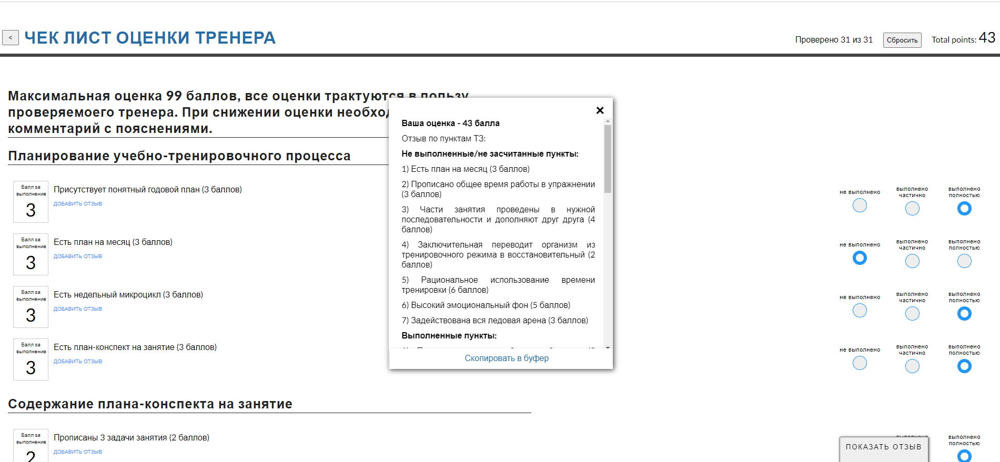 <
ЧЕК ЛИСТ ОЦЕНКИ ТРЕНЕРА
Проверено 31 из 31
Сбросить
Total points: 43
Максимальная оценка 99 баллов, все оценки трактуются в пользу
проверяемоего тренера. При снижении оценки необход
комментарий с пояснениями.
Планирование учебно-тренировочного процесса
Балл за
выполнение
3
Присутствует понятный годовой план (3 баллов)
ДОБАВИТЬ ОТЗЫВ
не выполнено
выполнено
частично
выполнено
полностью
Балл за
выполнение
3
Есть план на месяц (3 баллов)
ДОБАВИТЬ ОТЗЫВ
не выполнено
выполнено
частично
выполнено
полностью
Балл за
выполнение
3
Есть недельный микроцикл (3 баллов)
ДОБАВИТЬ ОТЗЫВ
не выполнено
выполнено
частично
выполнено
полностью
Балл за
выполнение
3
Есть план-конспект на занятие (3 баллов)
ДОБАВИТЬ ОТЗЫВ
не выполнено
выполнено
частично
выполнено
полностью
Содержание плана-конспекта на занятие
Балл за
выполнение
2
Прописаны 3 задачи занятия (2 баллов)
ДОБАВИТЬ ОТЗЫВ
выполнено
полностью
ПОКАЗАТЬ ОТЗЫВ
×
Ваша оценка - 43 балла
Отзыв по пунктам ТЗ:
Не выполненные/не засчитанные пункты:
1) Есть план на месяц (3 баллов)
2) Прописано общее время работы в упражнении
(3 баллов)
3) Части занятия проведены в нужной
последовательности и дополняют друг друга (4
баллов)
4) Заключительная переводит организм из
тренировочного режима в восстановительный (2
баллов)
5) Рациональное использование времени
тренировки (6 баллов)
6) Высокий эмоциональный фон (5 баллов)
7) Задействована вся ледовая арена (3 баллов)
Выполненные пункты:
Скопировать в буфер